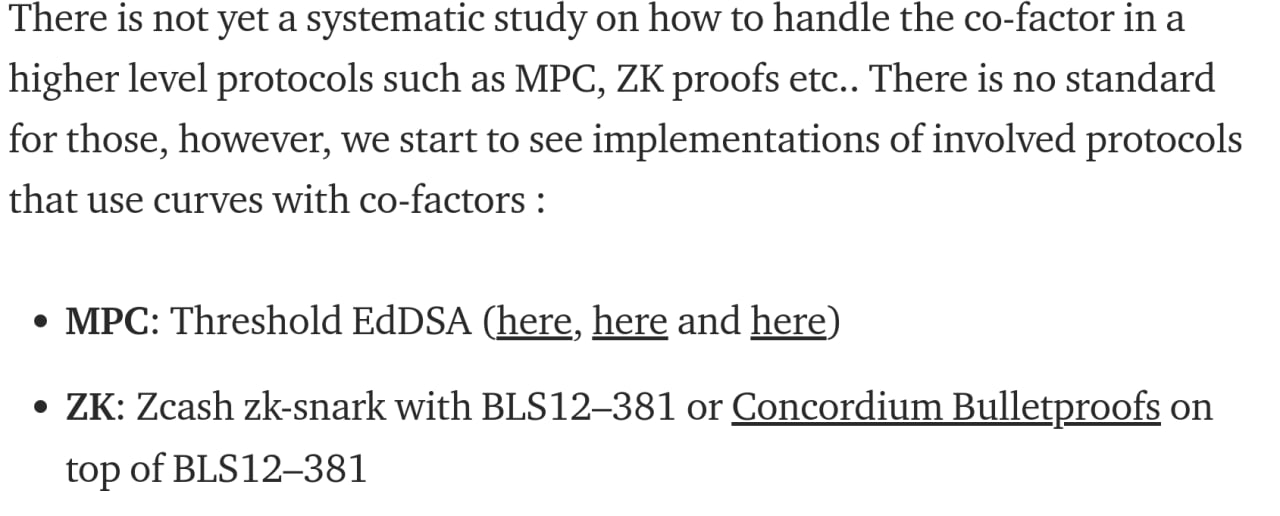 There is not yet a systematic study on how to handle the co-factor in a
higher level protocols such as MPC, ZK proofs etc.. There is no standard
for those, however, we start to see implementations of involved protocols
that use curves with co-factors :
• MPC: Threshold EdDSA (here, here and here)
• ZK: Zcash zk-snark with BLS12–381 or Concordium Bulletproofs on
top of BLS12–381